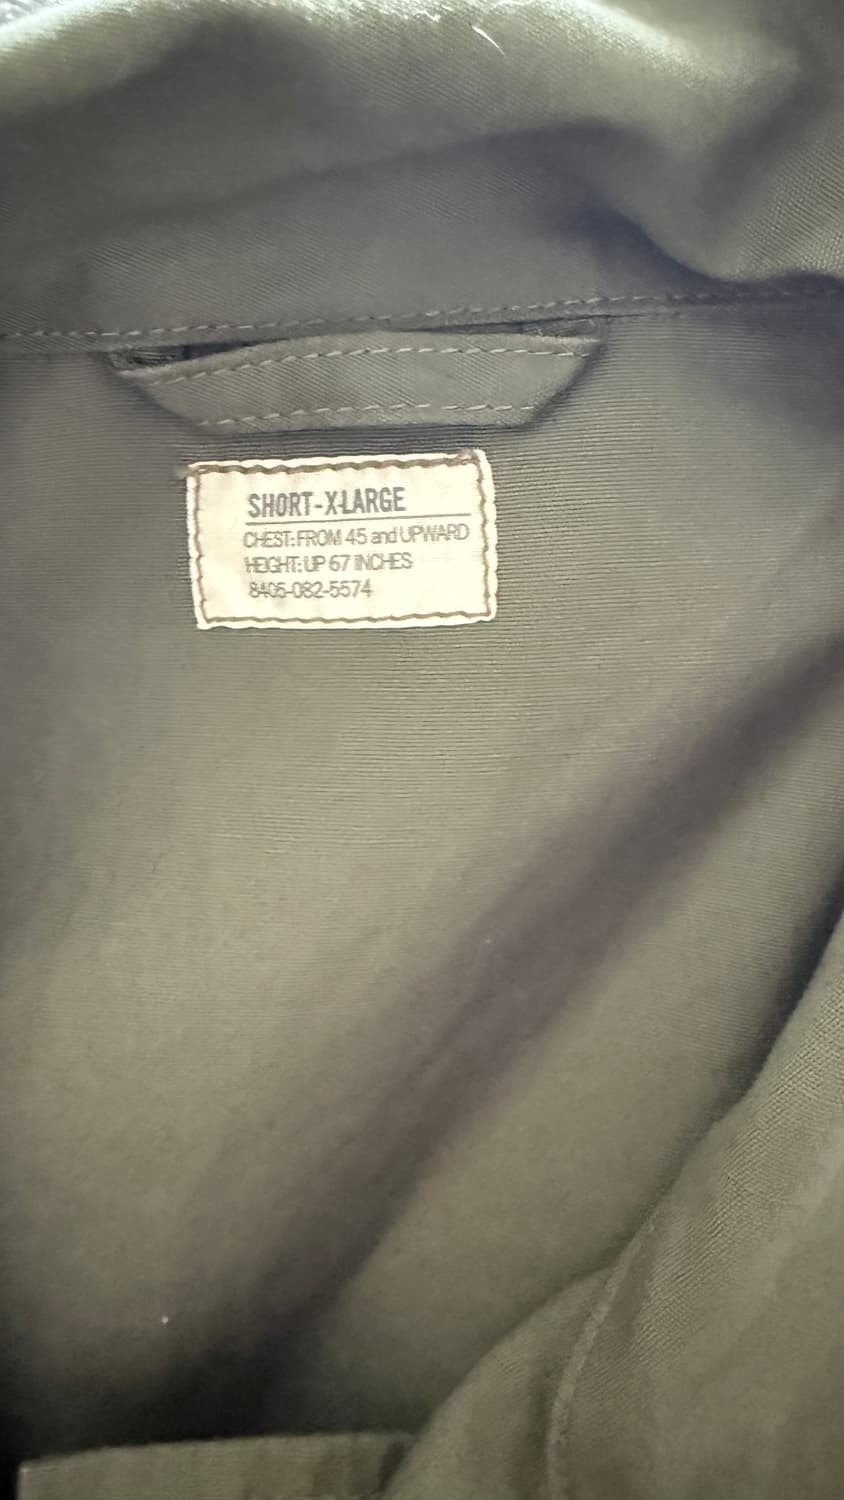 SHORT-X-LARGE
CHEST: FROM 45 and UPWARD
HEIGHT: UP 67 INCHES
8405-082-5574